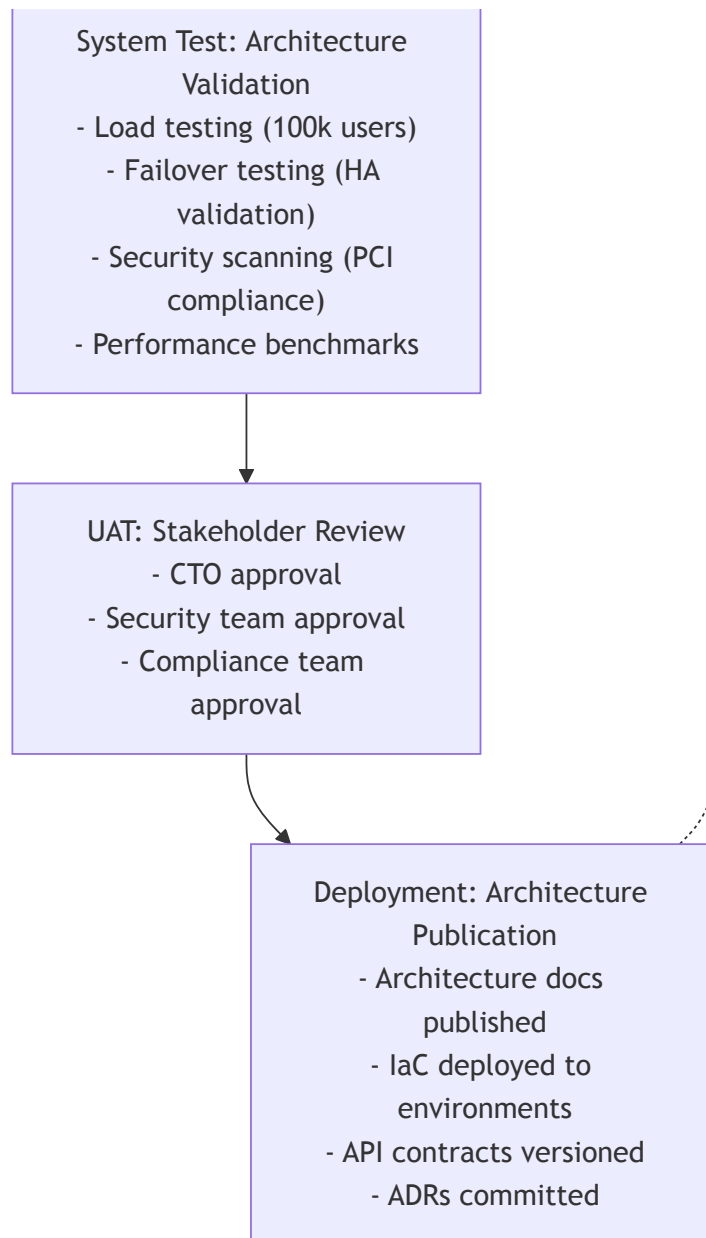 System Test: Architecture
Validation
- Load testing (100k users)
- Failover testing (HA
validation)
- Security scanning (PCI
compliance)
- Performance benchmarks
UAT: Stakeholder Review
- CTO approval
- Security team approval
- Compliance team
approval
Deployment: Architecture
Publication
- Architecture docs
published
- IaC deployed to
environments
- API contracts versioned
- ADRs committed